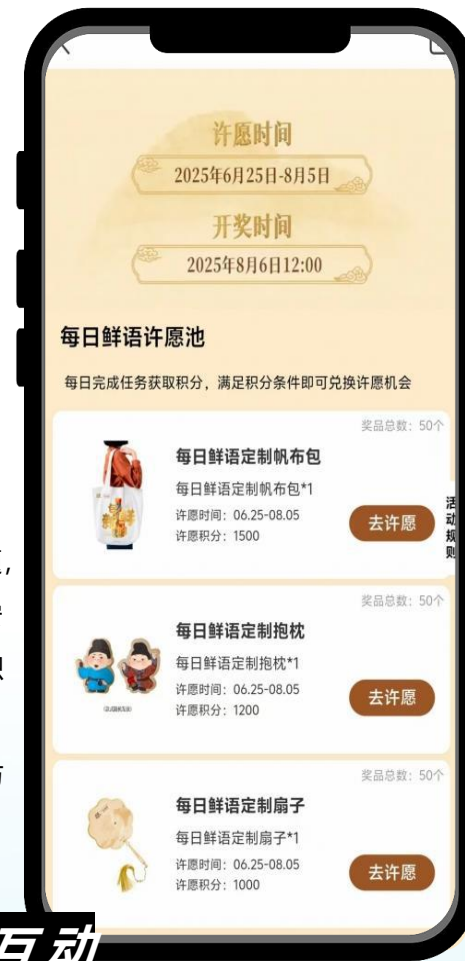 许愿时间
2025年6月25日-8月5日
开奖时间
2025年8月6日12:00
每日鲜语许愿池
每日完成任务获取积分，满足积分条件即可兑换许愿机会
奖品总数：50个
每日鲜语定制帆布包
每日鲜语定制帆布包*1
许愿时间：06.25-08.05
许愿积分：1500
去许愿
活动规则
奖品总数：50个
每日鲜语定制抱枕
每日鲜语定制抱枕*1
许愿时间：06.25-08.05
许愿积分：1200
去许愿
奖品总数：50个
每日鲜语定制扇子
每日鲜语定制扇子*1
许愿时间：06.25-08.05
许愿积分：1000
去许愿
互动